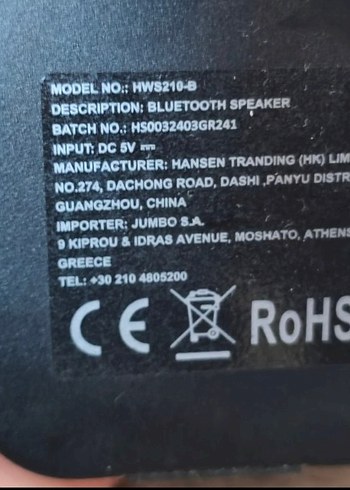 MODEL NO.: HWS210-B
DESCRIPTION: BLUETOOTH SPEAKER
BATCH NO.: HS0032403GR241
INPUT: DC 5V ⎓
MANUFACTURER: HANSEN TRANDING (HK) LIM
NO.274, DACHONG ROAD, DASHI ,PANYU DISTR
GUANGZHOU, CHINA
IMPORTER: JUMBO S.A.
9 KIPROU & IDRAS AVENUE, MOSHATO, ATHENS
GREECE
TEL: +30 210 4805200
CE RoHS